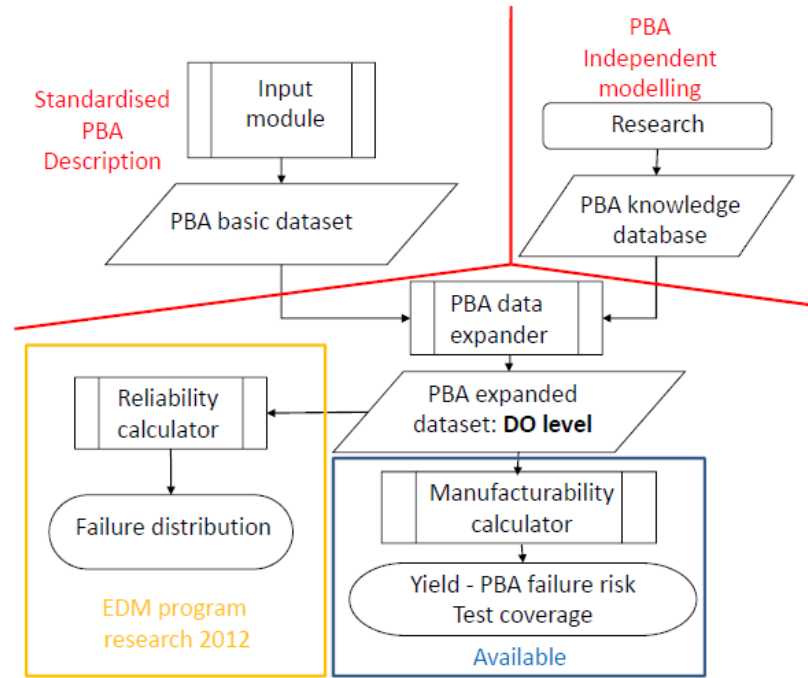 PBA
Independent
modelling
Standardised
PBA
Description
Input
module
Research
PBA basic dataset
PBA knowledge
database
PBA data
expander
PBA expanded
dataset: DO level
Reliability
calculator
Manufacturability
calculator
Failure distribution
Yield - PBA failure risk
Test coverage
EDM program
research 2012
Available